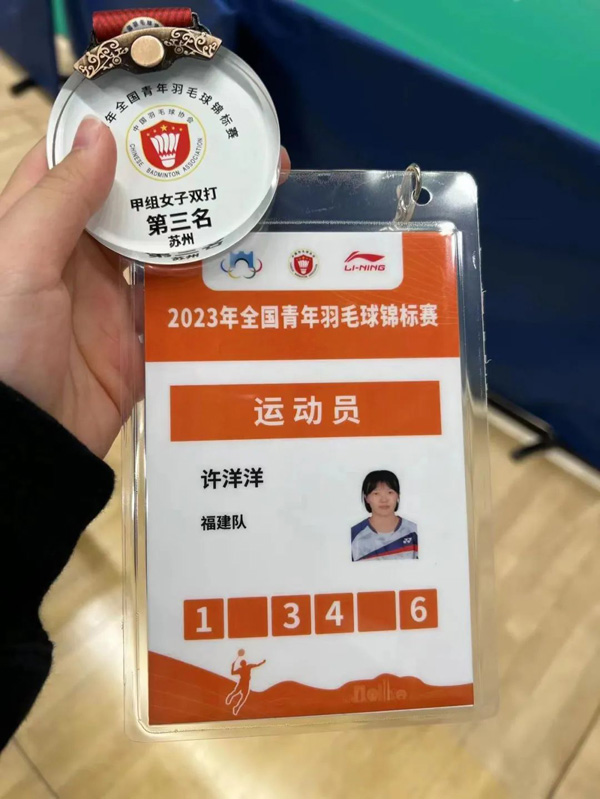 年全国青年羽毛球锦标赛
中国羽毛球协会
CHINESE BADMINTON ASSOCIATION
甲组女子双打
第三名
苏州
LI-NING
2023年全国青年羽毛球锦标赛
运动员
许洋洋
福建队
1 3 4 6